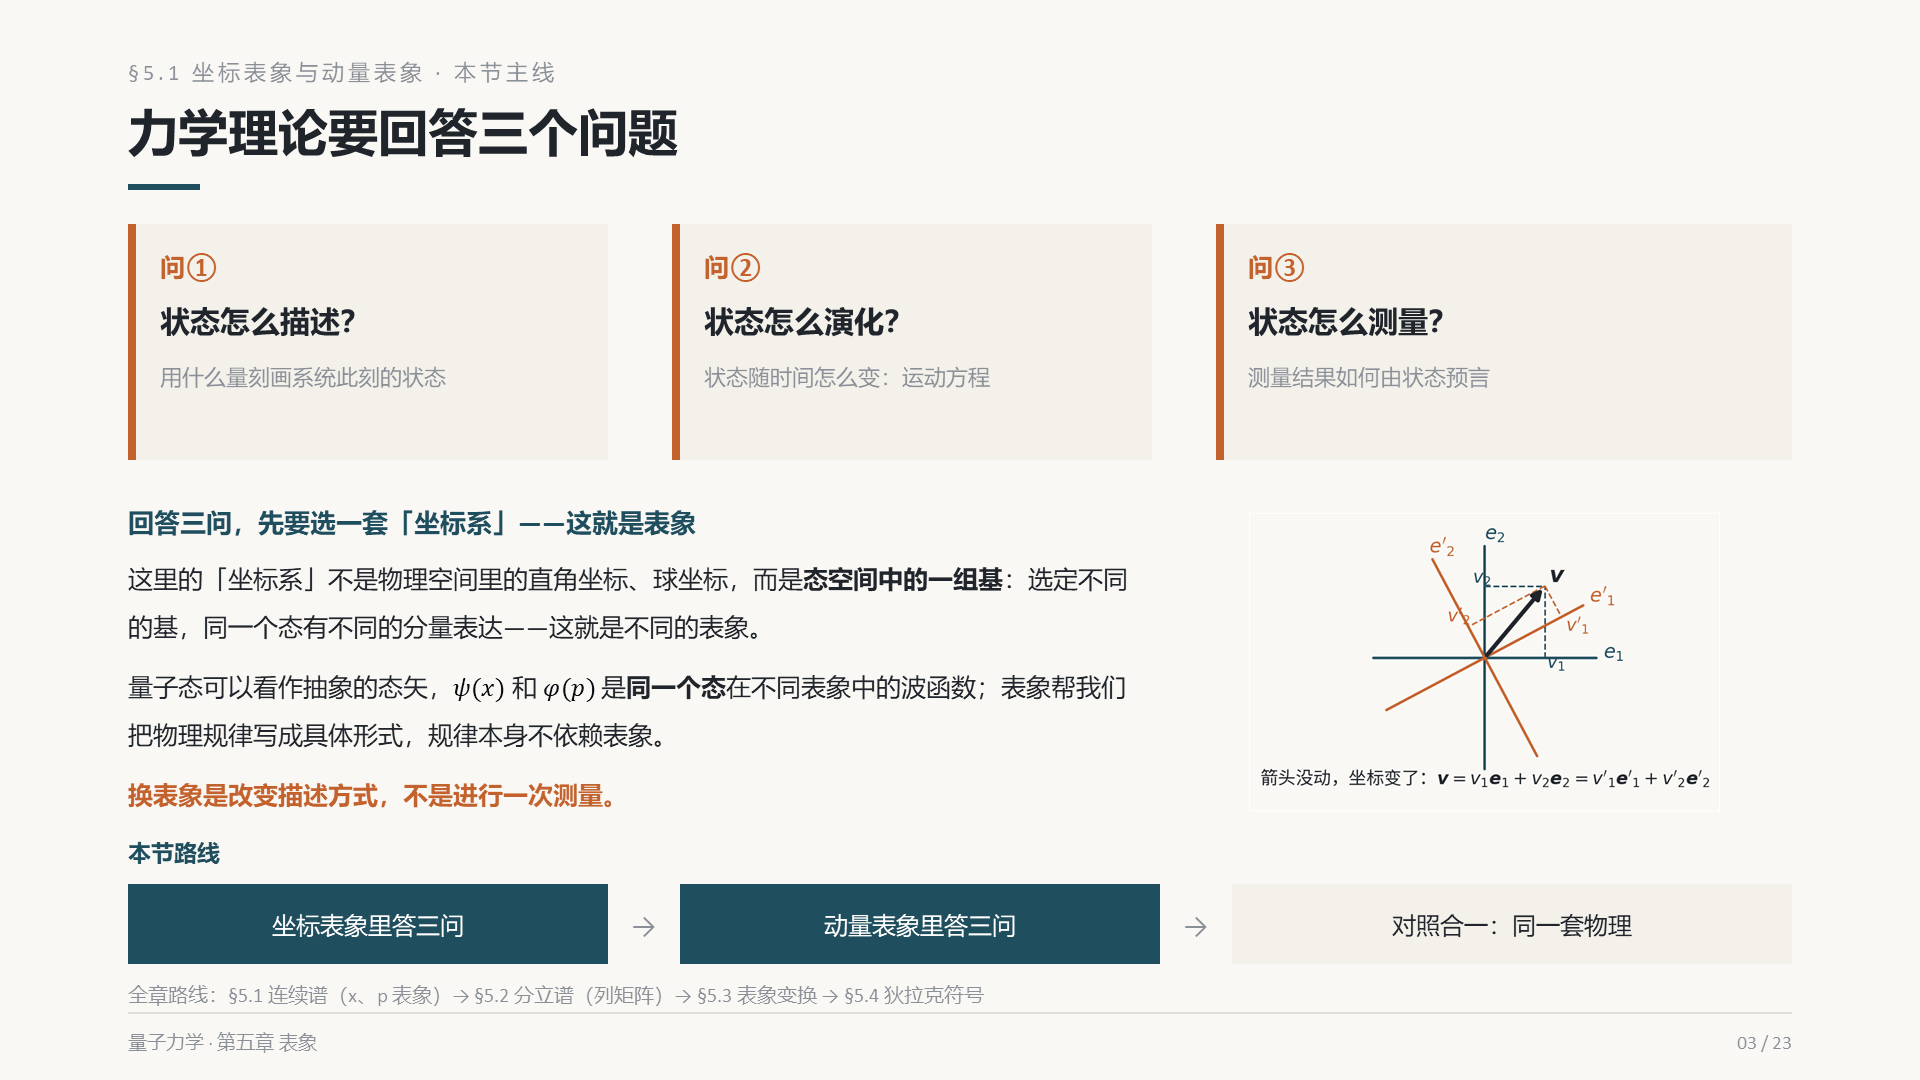 §5.1 坐标表象与动量表象 · 本节主线
力学理论要回答三个问题
问①
状态怎么描述？
用什么量刻画系统此刻的状态
问②
状态怎么演化？
状态随时间怎么变：运动方程
问③
状态怎么测量？
测量结果如何由状态预言
回答三问，先要选一套「坐标系」——这就是表象
这里的「坐标系」不是物理空间里的直角坐标、球坐标，而是态空间中的一组基：选定不同
的基，同一个态有不同的分量表达——这就是不同的表象。
量子态可以看作抽象的态矢，ψ(x) 和 φ(p) 是同一个态在不同表象中的波函数；表象帮我们
把物理规律写成具体形式，规律本身不依赖表象。
换表象是改变描述方式，不是进行一次测量。
e₂
e′₂
v₂
v
e′₁
v′₂
v′₁
e₁
v₁
箭头没动，坐标变了：v = v₁e₁ + v₂e₂ = v′₁e′₁ + v′₂e′₂
本节路线
坐标表象里答三问
→
动量表象里答三问
→
对照合一：同一套物理
全章路线：§5.1 连续谱（x、p 表象）→ §5.2 分立谱（列矩阵）→ §5.3 表象变换 → §5.4 狄拉克符号
量子力学 · 第五章 表象
03 / 23